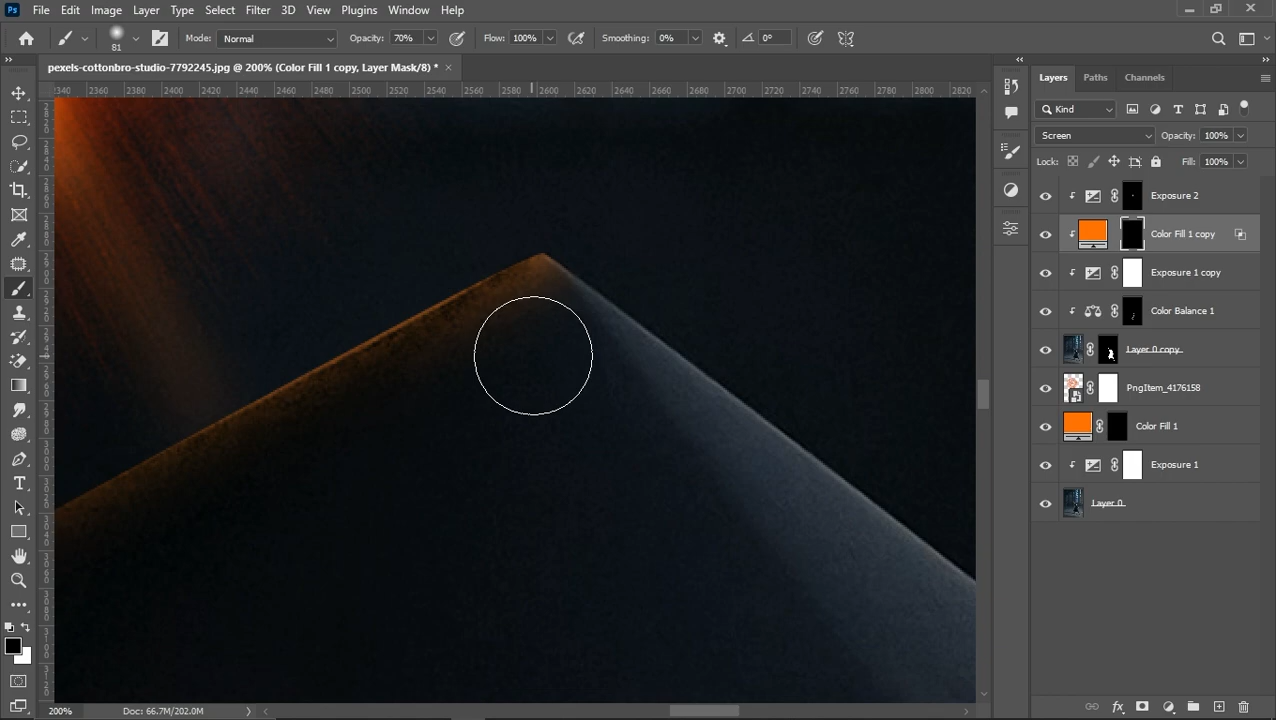 Ps File Edit Image Layer Type Select Filter 3D View Plugins Window Help
81 Mode: Normal Opacity: 70% Flow: 100% Smoothing: 0% 0°
pexels-cottonbro-studio-7792245.jpg @ 200% (Color Fill 1 copy, Layer Mask/8) * ×
Layers Paths Channels
340 2360 2380 2400 2420 2440 2460 2480 2500 2520 2540 2560 2580 2600 2620 2640 2660 2680 2700 2720 2740 2760 2780 2800 2820
Kind
Screen Opacity: 100%
Lock: Fill: 100%
Exposure 2
Color Fill 1 copy
Exposure 1 copy
Color Balance 1
Layer 0 copy
PngItem_4176158
Color Fill 1
Exposure 1
Layer 0
T
200% Doc: 66.7M/202.0M
fx